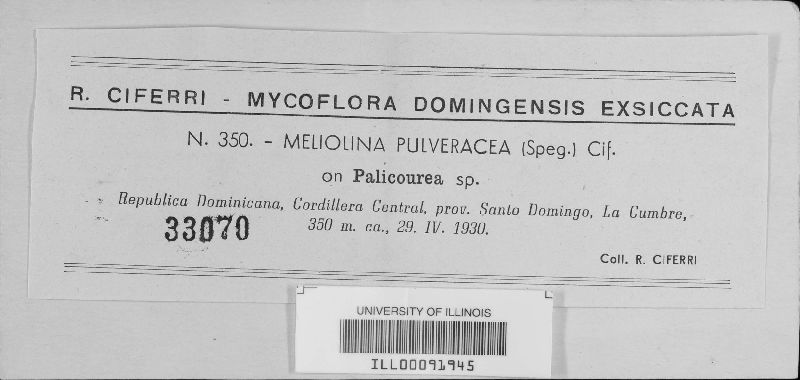 R. CIFERRI - MYCOFLORA DOMINGENSIS EXSICCATA
N. 350. - MELIOLINA PULVERACEA (Speg.) Cif.
on Palicourea sp.
Republica Dominicana, Cordillera Central, prov. Santo Domingo, La Cumbre,
350 m. ca., 29. IV. 1930.
33070
Coll. R. CIFERRI
UNIVERSITY OF ILLINOIS
ILL00091945